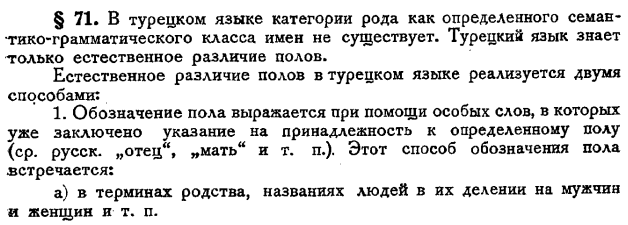 § 71. В турецком языке категории рода как определенного семан-
тико-грамматического класса имен не существует. Турецкий язык знает
только естественное различие полов.
Естественное различие полов в турецком языке реализуется двумя
способами:
1. Обозначение пола выражается при помощи особых слов, в которых
уже заключено указание на принадлежность к определенному полу
(ср. русск. „отец“, „мать“ и т. п.). Этот способ обозначения пола
встречается:
а) в терминах родства, названиях людей в их делении на мужчин
и женщин и т. п.